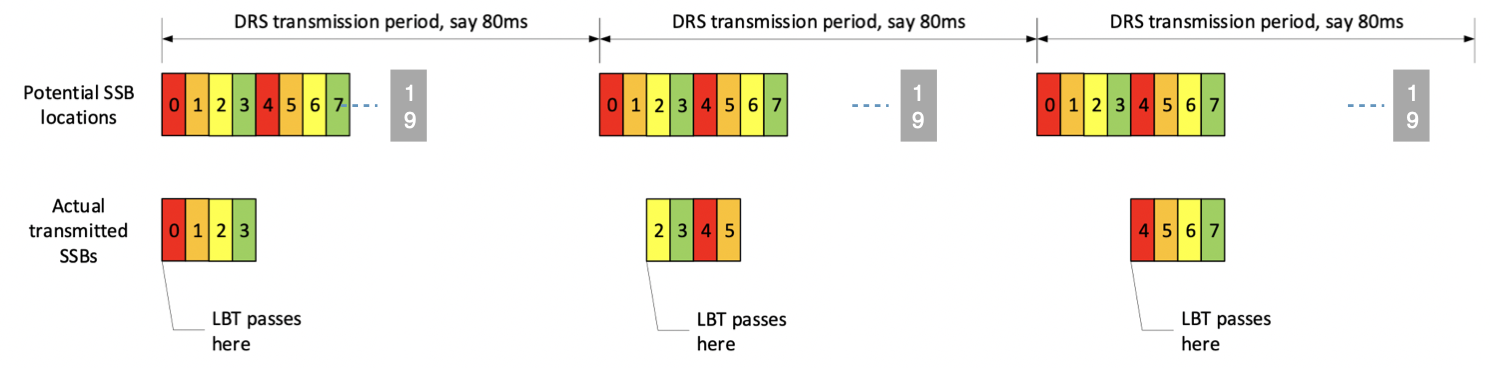 DRS transmission period, say 80ms
DRS transmission period, say 80ms
DRS transmission period, say 80ms
Potential SSB
locations
0 1 2 3 4 5 6 7
1
9
0 1 2 3 4 5 6 7
1
9
0 1 2 3 4 5 6 7
1
9
Actual
transmitted
SSBs
0 1 2 3
2 3 4 5
4 5 6 7
LBT passes
here
LBT passes
here
LBT passes
here